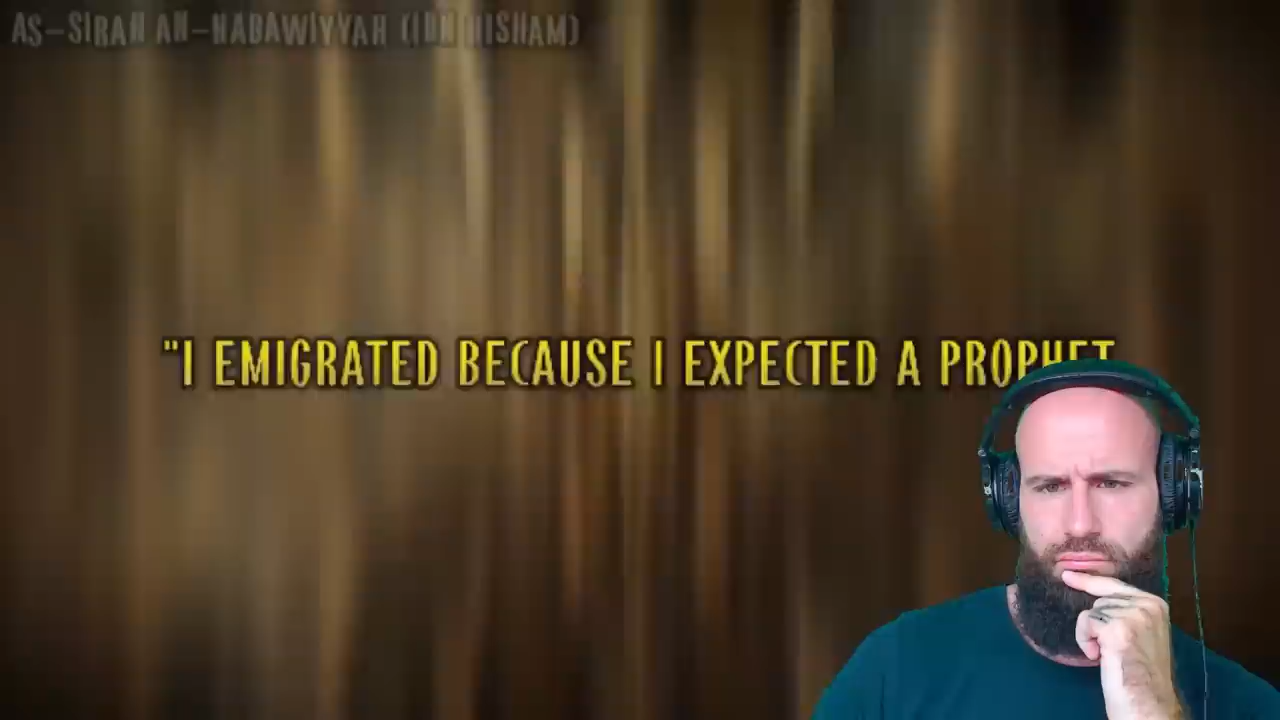 AS-SIRAH AN-NABAWIYYAH (IBN HISHAM)
"I EMIGRATED BECAUSE I EXPECTED A PROPHET